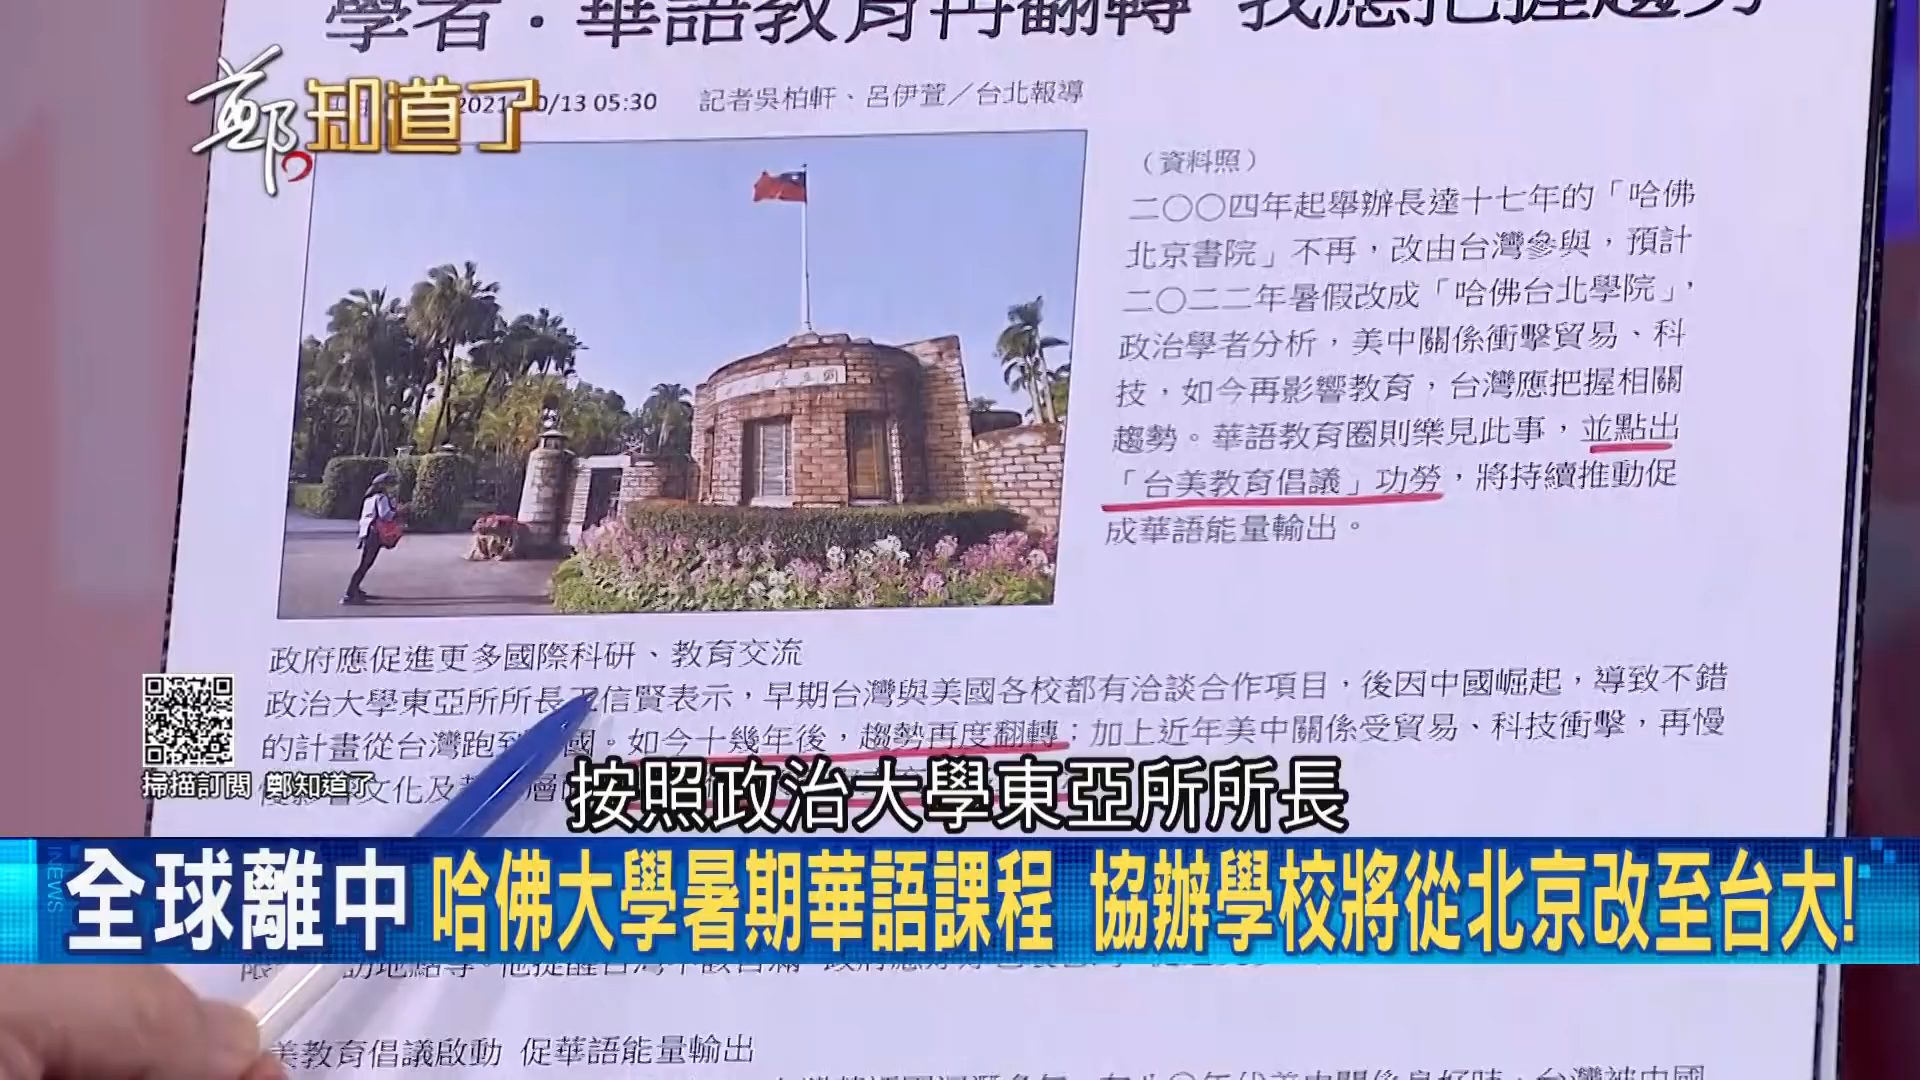 學者：華語教育再翻轉 我應把握趨勢
鄭知道了
0/13 05:30 記者吳柏軒、呂伊萱／台北報導
（資料照）
二〇〇四年起舉辦長達十七年的「哈佛
北京書院」不再，改由台灣參與，預計
二〇二二年暑假改成「哈佛台北學院」，
政治學者分析，美中關係衝擊貿易、科
技，如今再影響教育，台灣應把握相關
趨勢。華語教育圈則樂見此事，並點出
「台美教育倡議」功勞，將持續推動促
成華語能量輸出。
政府應促進更多國際科研、教育交流
政治大學東亞所所長王信賢表示，早期台灣與美國各校都有洽談合作項目，後因中國崛起，導致不錯
的計畫從台灣跑到 國。如今十幾年後，趨勢再度翻轉；加上近年美中關係受貿易、科技衝擊，再慢
掃描訂閱 鄭知道了
按照政治大學東亞所所長
INEWS
全球離中 哈佛大學暑期華語課程 協辦學校將從北京改至台大!
美教育倡議啟動 促華語能量輸出